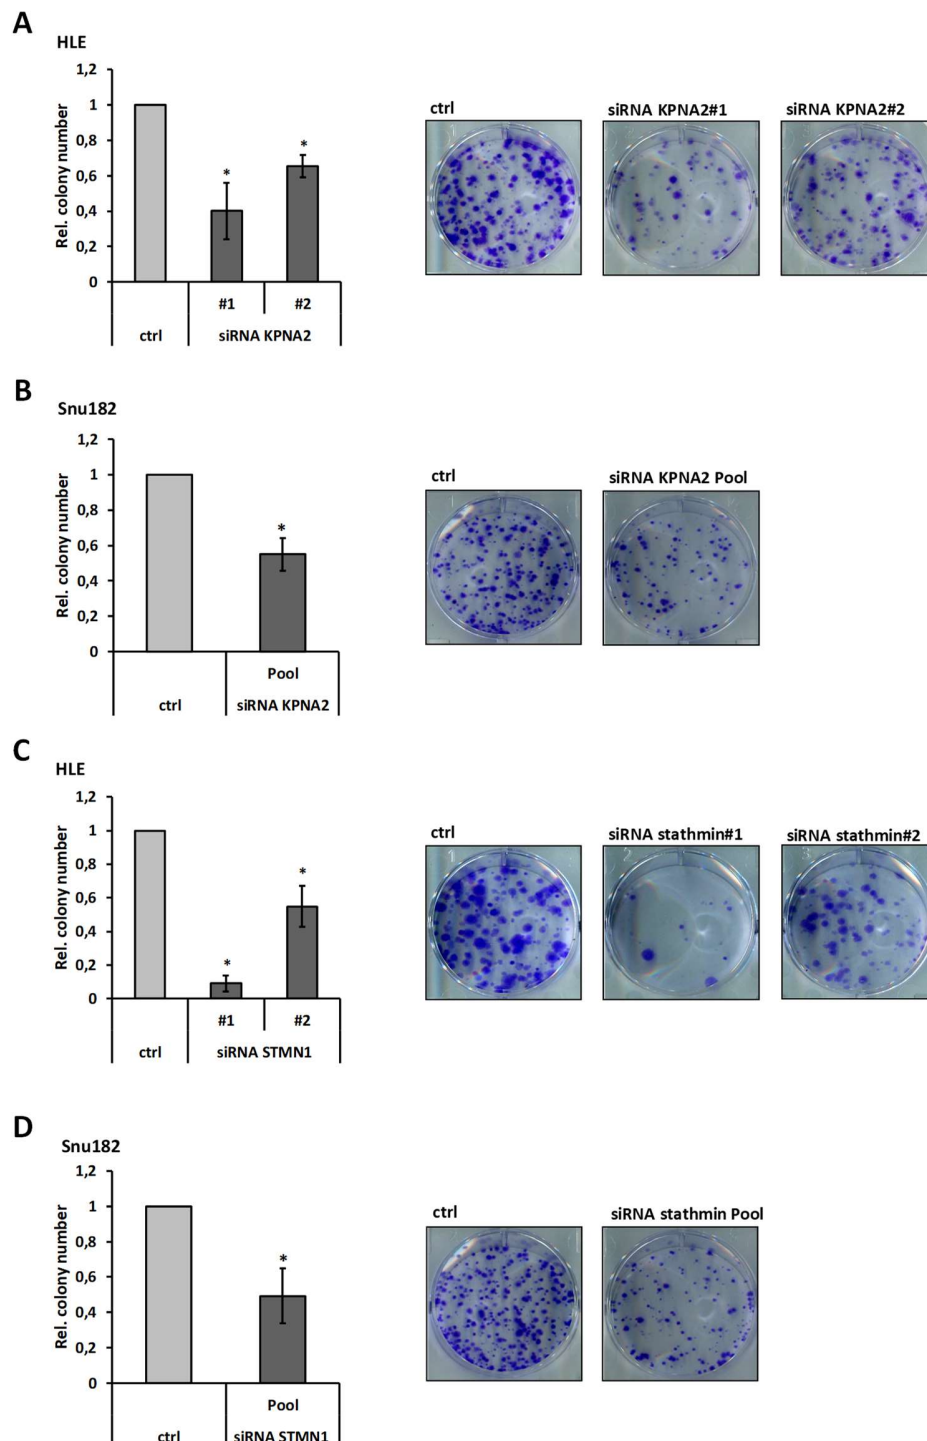 A
HLE
Rel. colony number
1,2
1
0,8
0,6
0,4
0,2
0
*
*
#1
#2
ctrl
siRNA KPNA2
ctrl
siRNA KPNA2#1
siRNA KPNA2#2
B
Snu182
Rel. colony number
1,2
1
0,8
0,6
0,4
0,2
0
*
Pool
ctrl
siRNA KPNA2
ctrl
siRNA KPNA2 Pool
C
HLE
Rel. colony number
1,2
1
0,8
0,6
0,4
0,2
0
*
*
#1
#2
ctrl
siRNA STMN1
ctrl
siRNA stathmin#1
siRNA stathmin#2
1
2
3
D
Snu182
Rel. colony number
1,2
1
0,8
0,6
0,4
0,2
0
*
Pool
ctrl
siRNA STMN1
ctrl
siRNA stathmin Pool